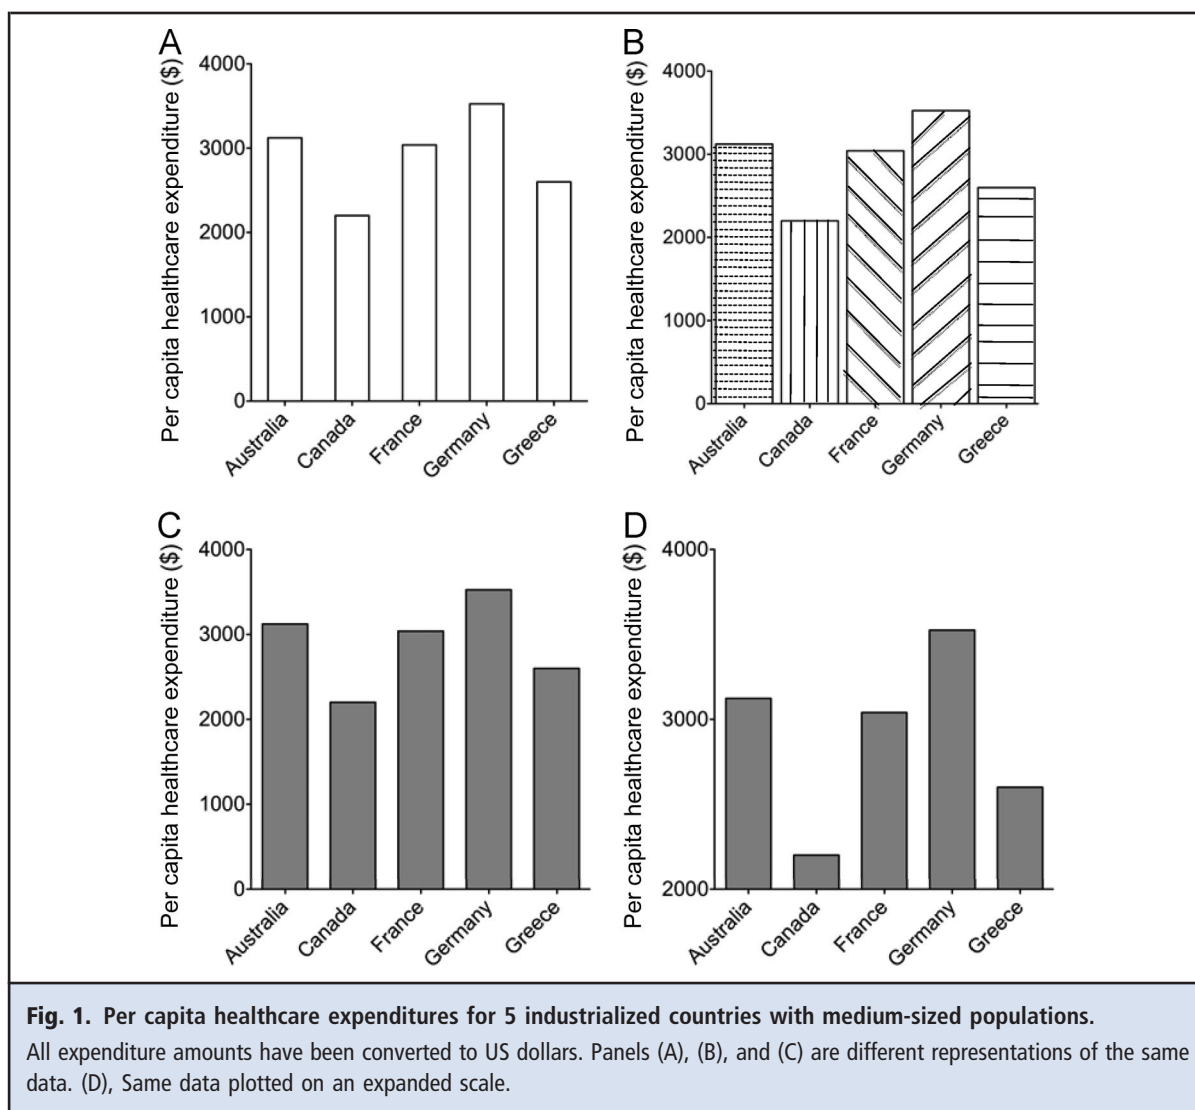 A
Per capita healthcare expenditure ($)
4000
3000
2000
1000
0
Australia
Canada
France
Germany
Greece
B
Per capita healthcare expenditure ($)
4000
3000
2000
1000
0
Australia
Canada
France
Germany
Greece
C
Per capita healthcare expenditure ($)
4000
3000
2000
1000
0
Australia
Canada
France
Germany
Greece
D
Per capita healthcare expenditure ($)
4000
3000
2000
Australia
Canada
France
Germany
Greece
Fig. 1. Per capita healthcare expenditures for 5 industrialized countries with medium-sized populations.
All expenditure amounts have been converted to US dollars. Panels (A), (B), and (C) are different representations of the same
data. (D), Same data plotted on an expanded scale.